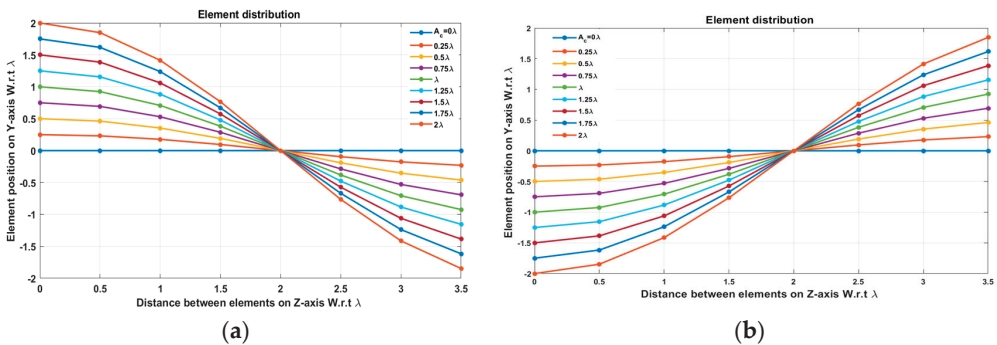 Element distribution
Element position on Y-axis W.r.t λ
2
1.5
1
0.5
0
-0.5
-1
-1.5
-2
A_c=0λ
0.25λ
0.5λ
0.75λ
λ
1.25λ
1.5λ
1.75λ
2λ
0 0.5 1 1.5 2 2.5 3 3.5
Distance between elements on Z-axis W.r.t λ
(a)
Element distribution
Element position on Y-axis W.r.t λ
2
1.5
1
0.5
0
-0.5
-1
-1.5
-2
A_c=0λ
0.25λ
0.5λ
0.75λ
λ
1.25λ
1.5λ
1.75λ
2λ
0 0.5 1 1.5 2 2.5 3 3.5
Distance between elements on Z-axis W.r.t λ
(b)